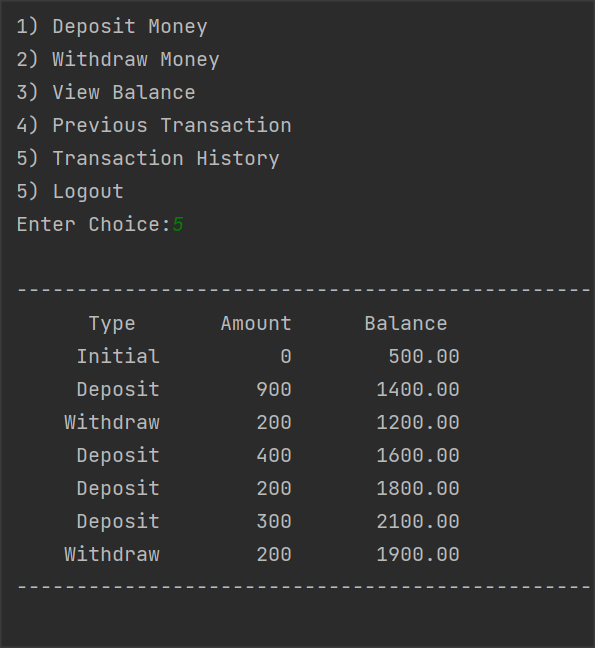 1) Deposit Money
2) Withdraw Money
3) View Balance
4) Previous Transaction
5) Transaction History
5) Logout
Enter Choice:5
------------------------------------------------
Type Amount Balance
Initial 0 500.00
Deposit 900 1400.00
Withdraw 200 1200.00
Deposit 400 1600.00
Deposit 200 1800.00
Deposit 300 2100.00
Withdraw 200 1900.00
------------------------------------------------